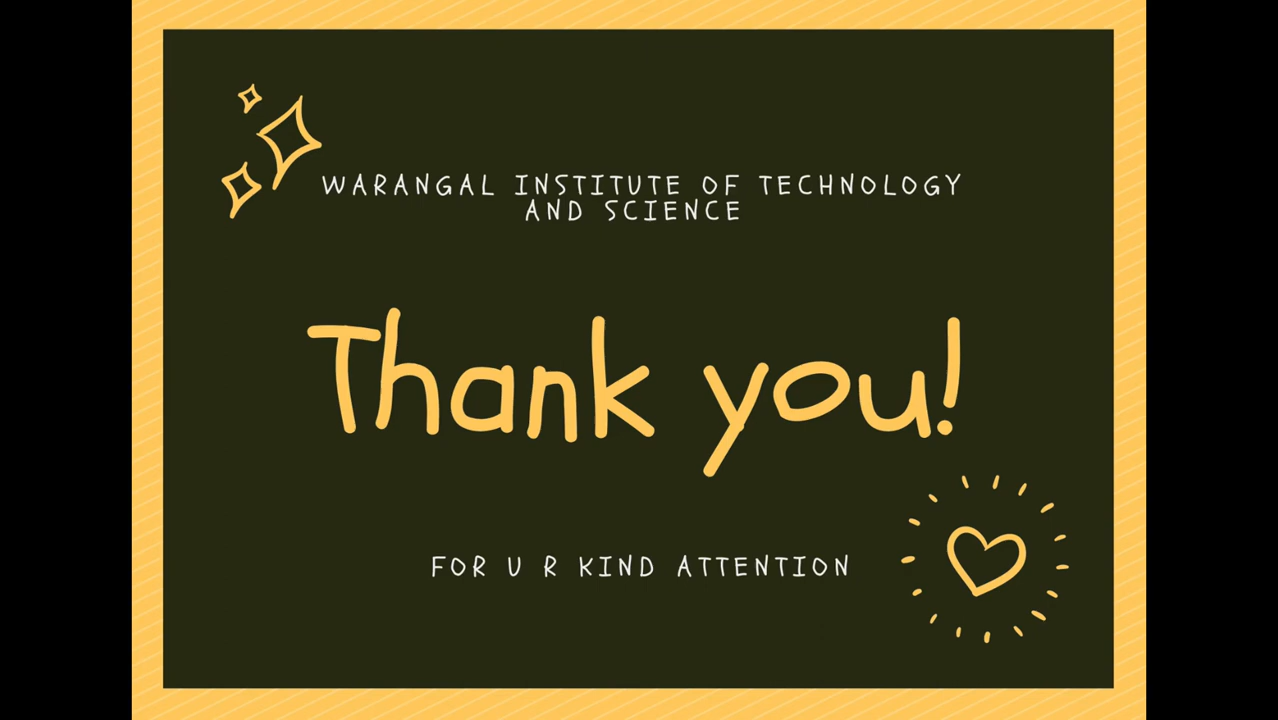 WARANGAL INSTITUTE OF TECHNOLOGY
AND SCIENCE
Thank you!
FOR U R KIND ATTENTION